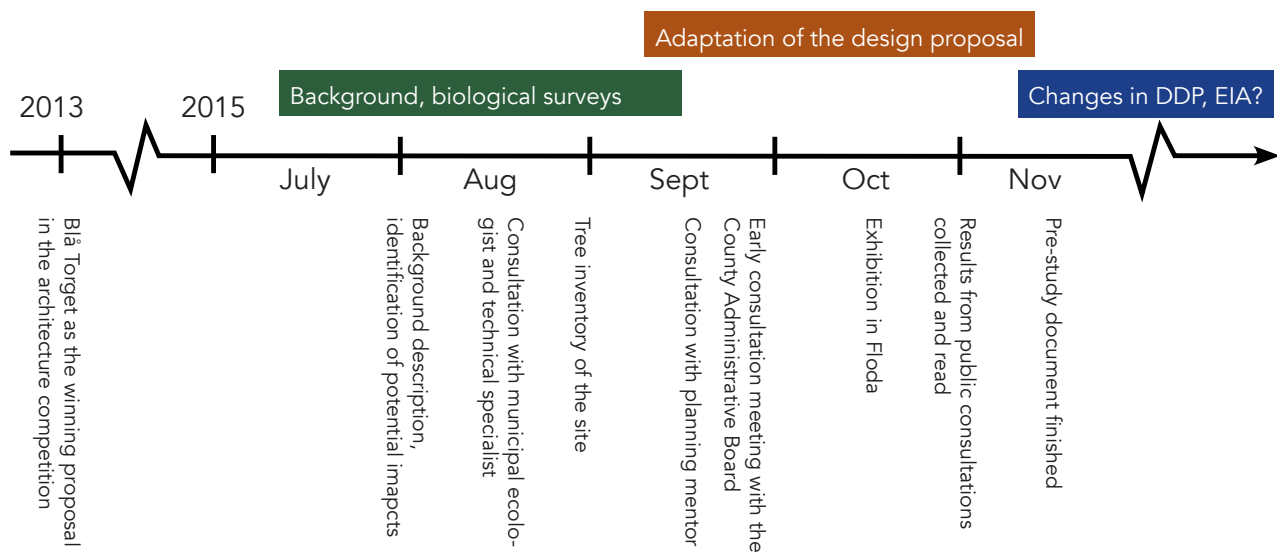 Adaptation of the design proposal
Background, biological surveys
Changes in DDP, EIA?
2013
2015
July
Aug
Sept
Oct
Nov
Blå Torget as the winning proposal
in the architecture competition
Background description,
identification of potential imapcts
Consultation with municipal ecolo-
gist and technical specialist
Tree inventory of the site
Consultation with planning mentor
Early consultation meeting with the
County Administrative Board
Exhibition in Floda
Results from public consultations
collected and read
Pre-study document finished